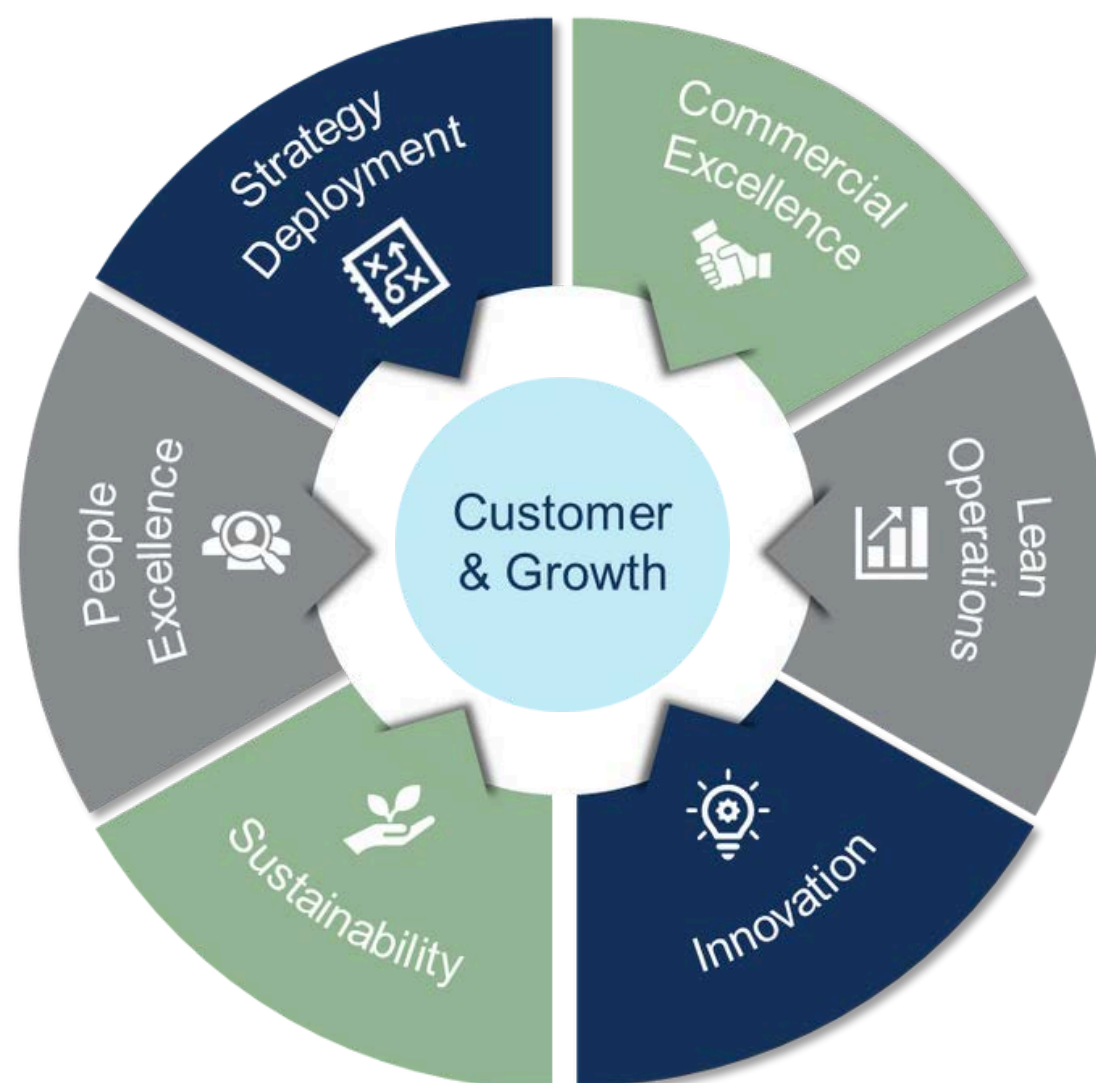 Strategy
Deployment
Commercial
Excellence
People
Excellence
Customer
& Growth
Lean
Operations
Sustainability
Innovation